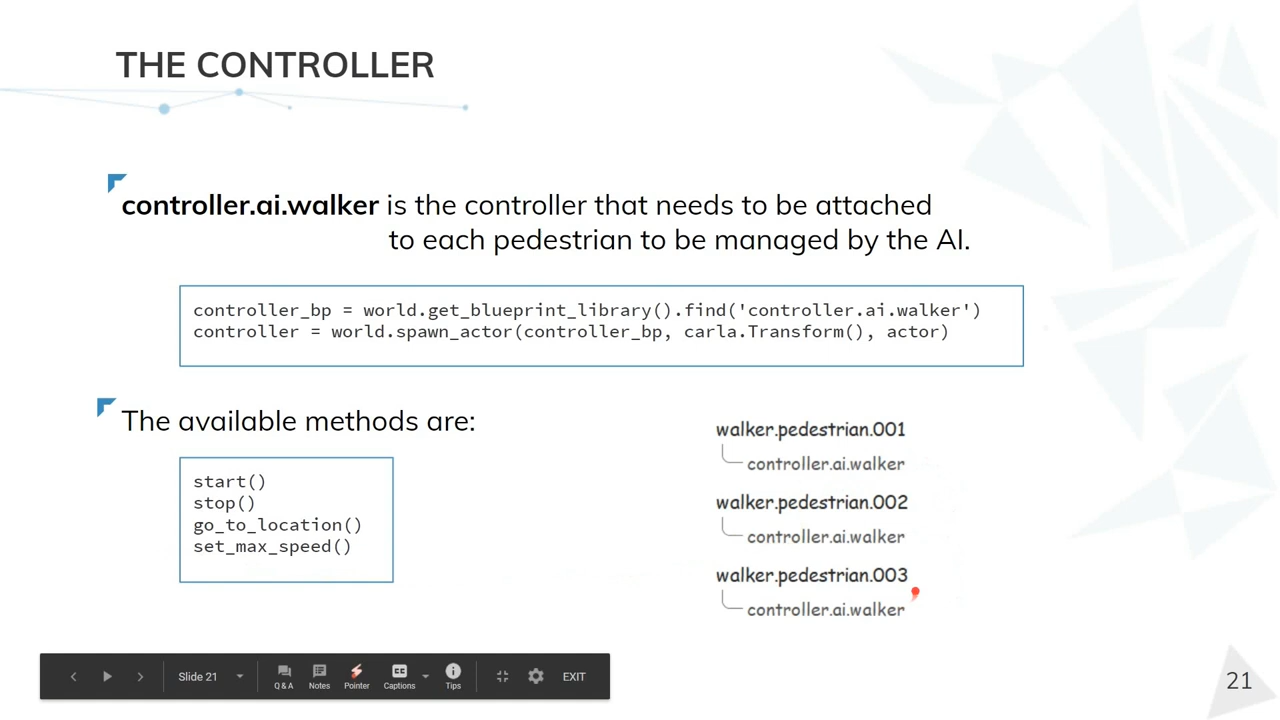 THE CONTROLLER
controller.ai.walker is the controller that needs to be attached
to each pedestrian to be managed by the AI.
controller_bp = world.get_blueprint_library().find('controller.ai.walker')
controller = world.spawn_actor(controller_bp, carla.Transform(), actor)
The available methods are:
start()
stop()
go_to_location()
set_max_speed()
walker.pedestrian.001
controller.ai.walker
walker.pedestrian.002
controller.ai.walker
walker.pedestrian.003
controller.ai.walker
Slide 21
Q & A
Notes
Pointer
CC
Captions
Tips
EXIT
21